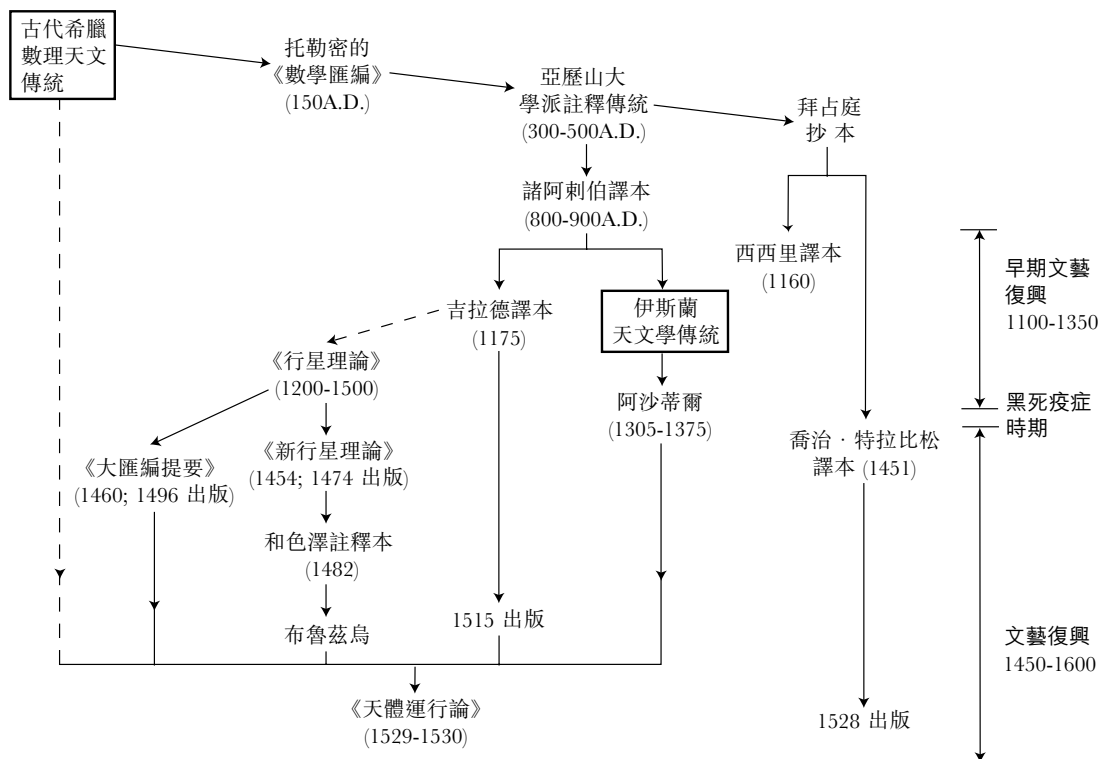 古代希臘
數理天文
傳統
托勒密的
《數學匯編》
(150A.D.)
亞歷山大
學派註釋傳統
(300-500A.D.)
拜占庭
抄 本
諸阿剌伯譯本
(800-900A.D.)
西西里譯本
(1160)
早期文藝
復興
1100-1350
吉拉德譯本
(1175)
伊斯蘭
天文學傳統
《行星理論》
(1200-1500)
阿沙蒂爾
(1305-1375)
黑死疫症
時期
《大匯編提要》
(1460; 1496 出版)
《新行星理論》
(1454; 1474 出版)
喬治·特拉比松
譯本 (1451)
和色澤註釋本
(1482)
布魯茲烏
1515 出版
文藝復興
1450-1600
《天體運行論》
(1529-1530)
1528 出版